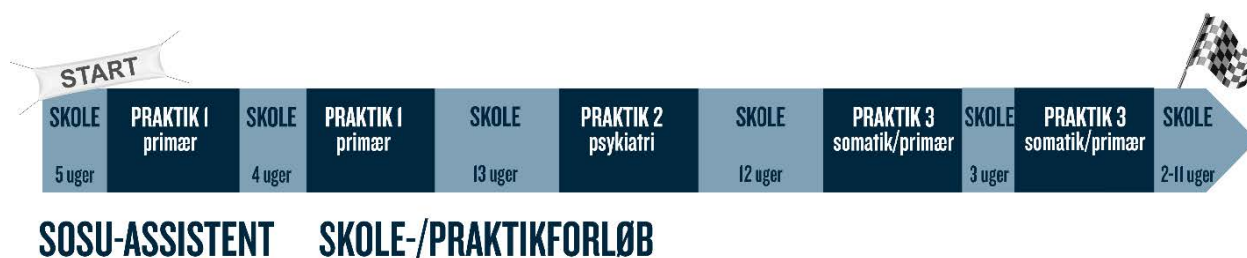 START
SKOLE
5 uger
PRAKTIK 1
primær
SKOLE
4 uger
PRAKTIK 1
primær
SKOLE
13 uger
PRAKTIK 2
psykiatri
SKOLE
12 uger
PRAKTIK 3
somatik/primær
SKOLE
3 uger
PRAKTIK 3
somatik/primær
SKOLE
2-11 uger
SOSU-ASSISTENT SKOLE-/PRAKTIKFORLØB